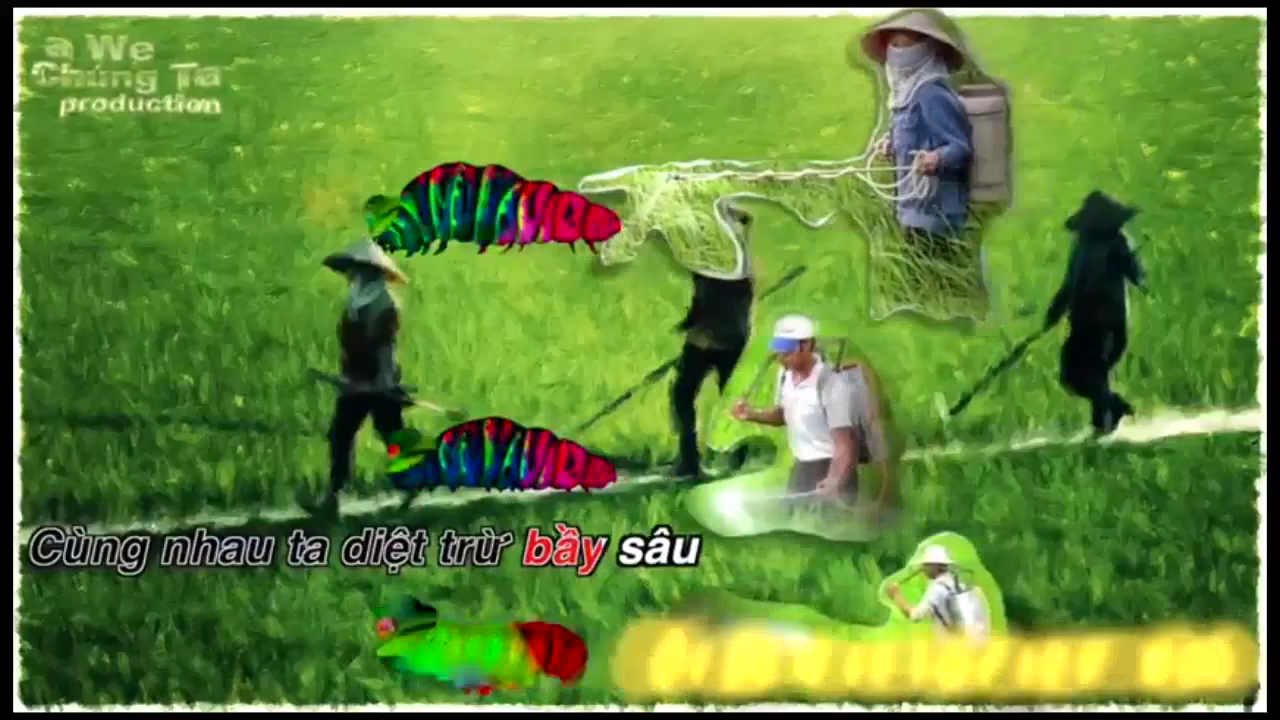 a We
Chúng Ta
production
Cùng nhau ta diệt trừ bầy sâu